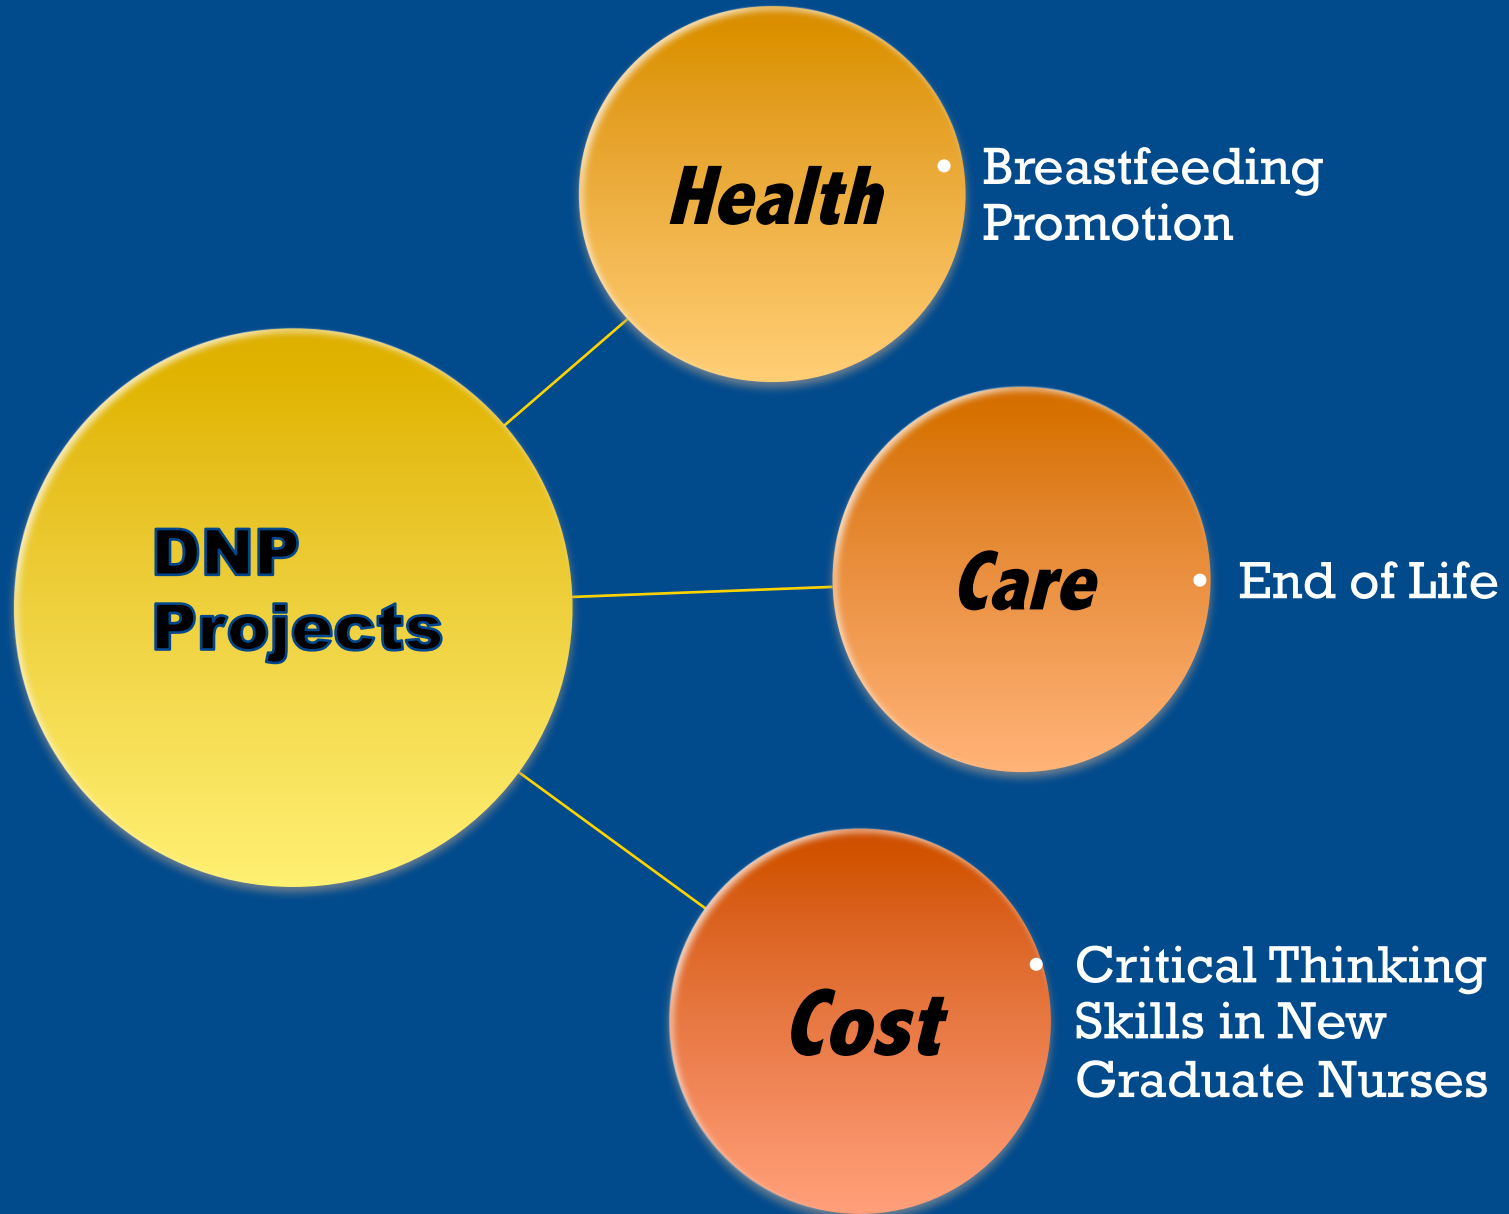 DNP
Projects
Health
• Breastfeeding
Promotion
Care
• End of Life
Cost
• Critical Thinking
Skills in New
Graduate Nurses